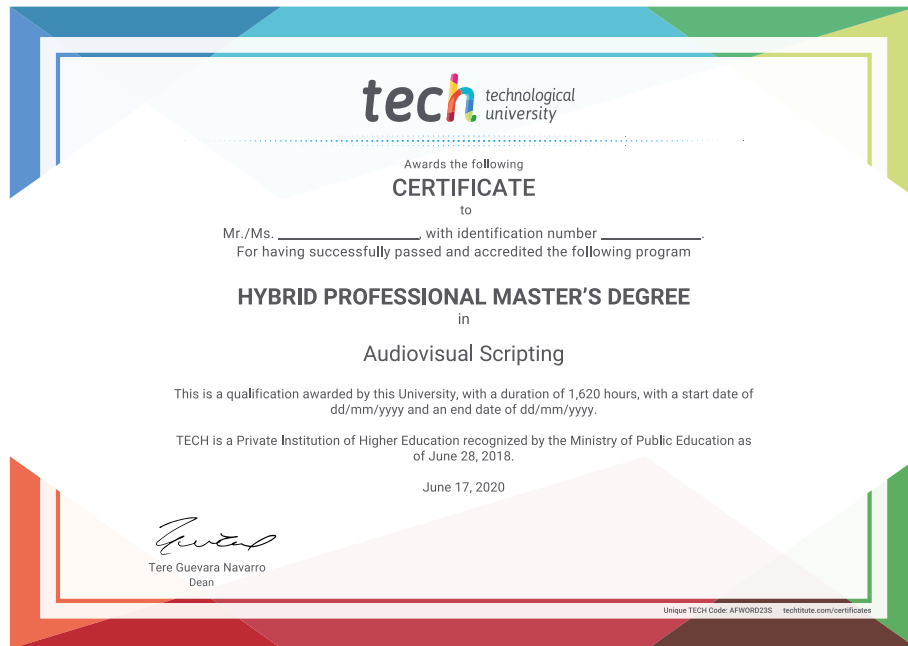 tech technological
university
Awards the following
CERTIFICATE
to
Mr./Ms. ____________________, with identification number ______________.
For having successfully passed and accredited the following program
HYBRID PROFESSIONAL MASTER'S DEGREE
in
Audiovisual Scripting
This is a qualification awarded by this University, with a duration of 1,620 hours, with a start date of
dd/mm/yyyy and an end date of dd/mm/yyyy.
TECH is a Private Institution of Higher Education recognized by the Ministry of Public Education as
of June 28, 2018.
June 17, 2020
Tere Guevara Navarro
Dean
Unique TECH Code: AFWORD23S techtitute.com/certificates